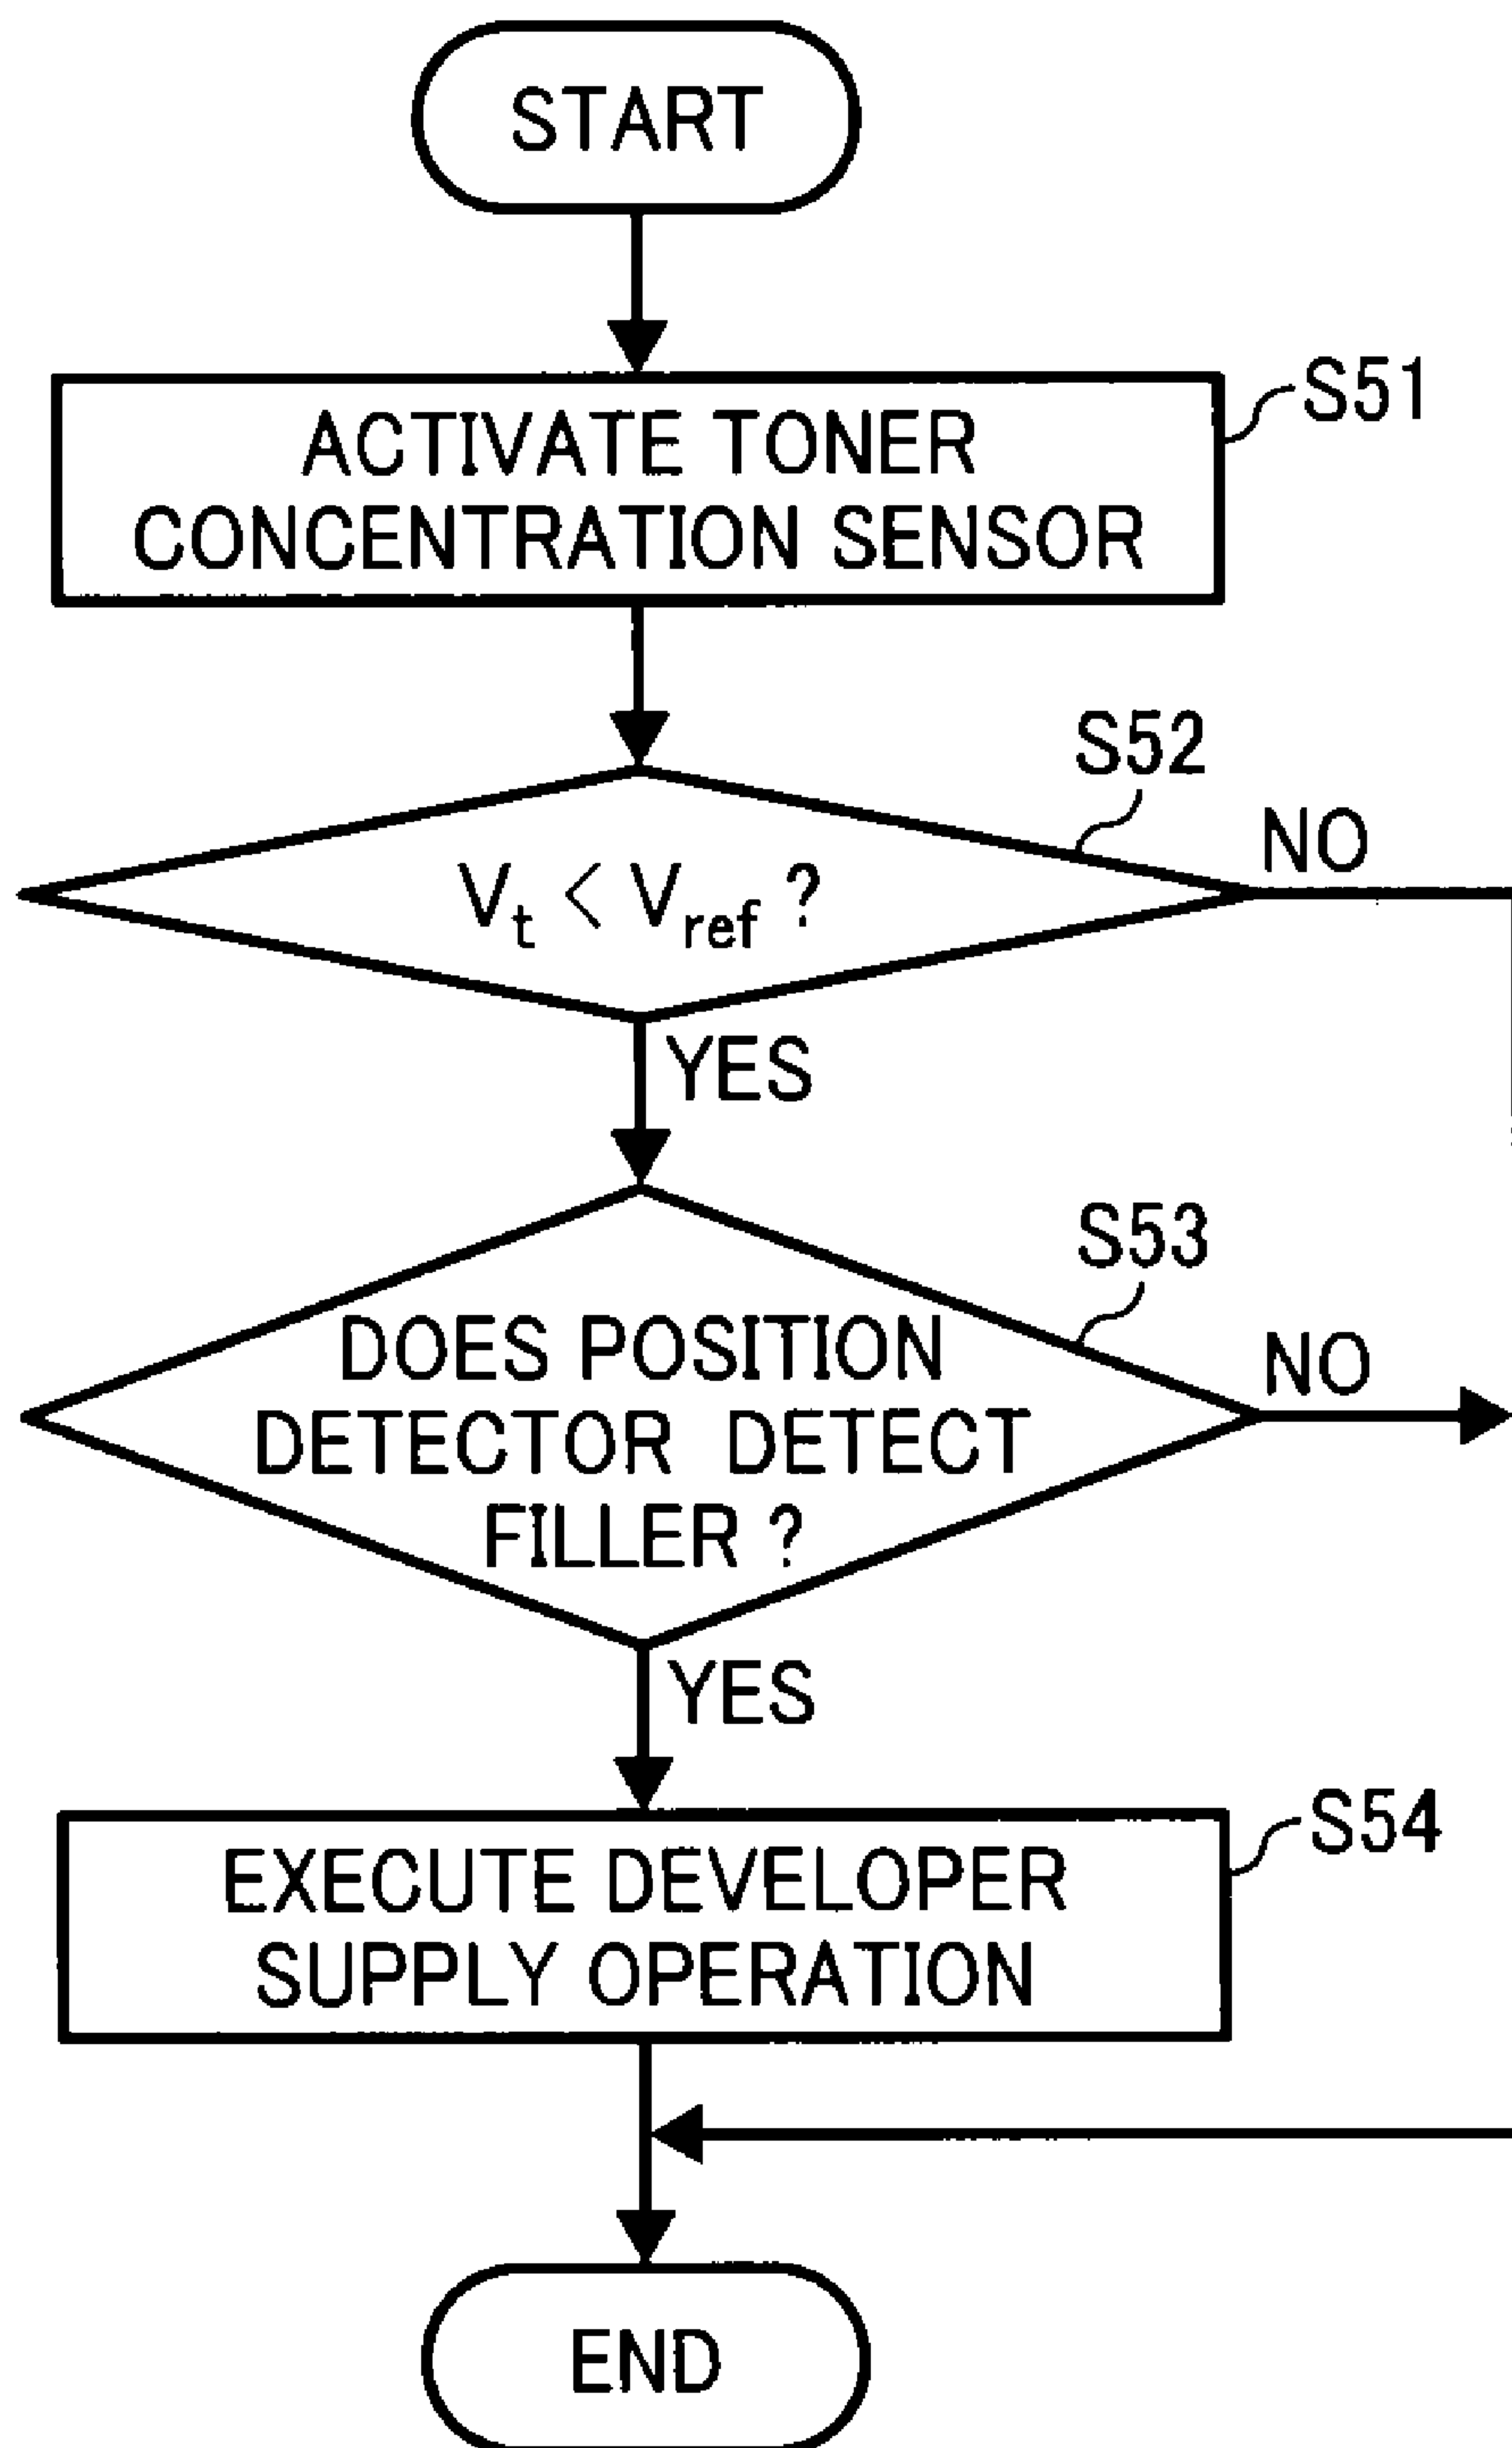 START
ACTIVATE TONER
CONCENTRATION SENSOR
S51
S52
Vt < Vref ?
NO
YES
S53
DOES POSITION
DETECTOR DETECT
FILLER ?
NO
YES
EXECUTE DEVELOPER
SUPPLY OPERATION
S54
END